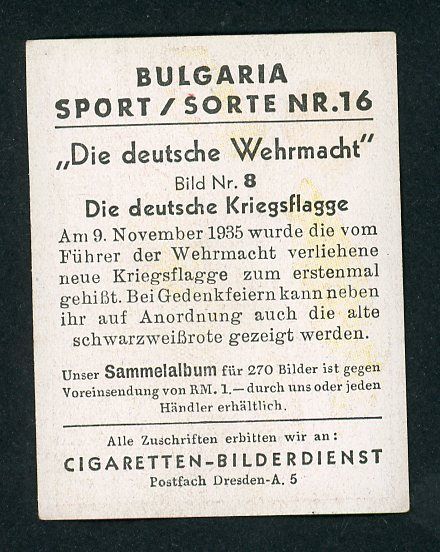 BULGARIA
SPORT / SORTE NR. 16
„Die deutsche Wehrmacht"
Bild Nr. 8
Die deutsche Kriegsflagge
Am 9. November 1935 wurde die vom
Führer der Wehrmacht verliehene
neue Kriegsflagge zum erstenmal
gehißt. Bei Gedenkfeiern kann neben
ihr auf Anordnung auch die alte
schwarzweißrote gezeigt werden.
Unser Sammelalbum für 270 Bilder ist gegen
Voreinsendung von RM. 1.— durch uns oder jeden
Händler erhältlich.
Alle Zuschriften erbitten wir an:
CIGARETTEN-BILDERDIENST
Postfach Dresden-A. 5